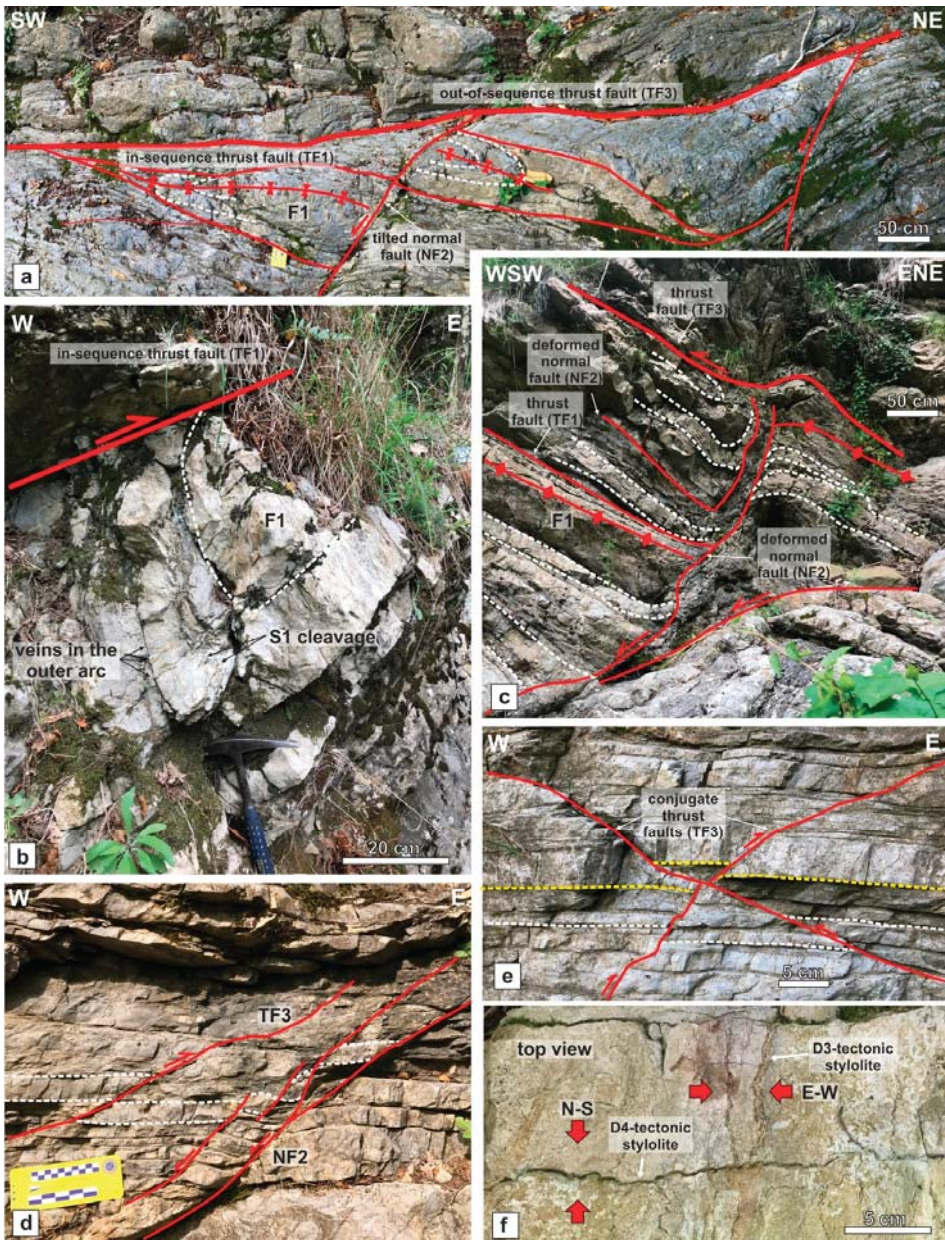 SW
NE
out-of-sequence thrust fault (TF3)
in-sequence thrust fault (TF1)
F1
tilted normal
fault (NF2)
50 cm
a
W
E
in-sequence thrust fault (TF1)
F1
S1 cleavage
veins in the
outer arc
20 cm
b
WSW
ENE
thrust
fault (TF3)
deformed
normal
fault (NF2)
thrust
fault (TF1)
50 cm
F1
deformed
normal
fault (NF2)
c
W
E
TF3
NF2
d
W
E
conjugate
thrust
faults (TF3)
5 cm
e
top view
D3-tectonic
stylolite
E-W
N-S
D4-tectonic
stylolite
5 cm
f